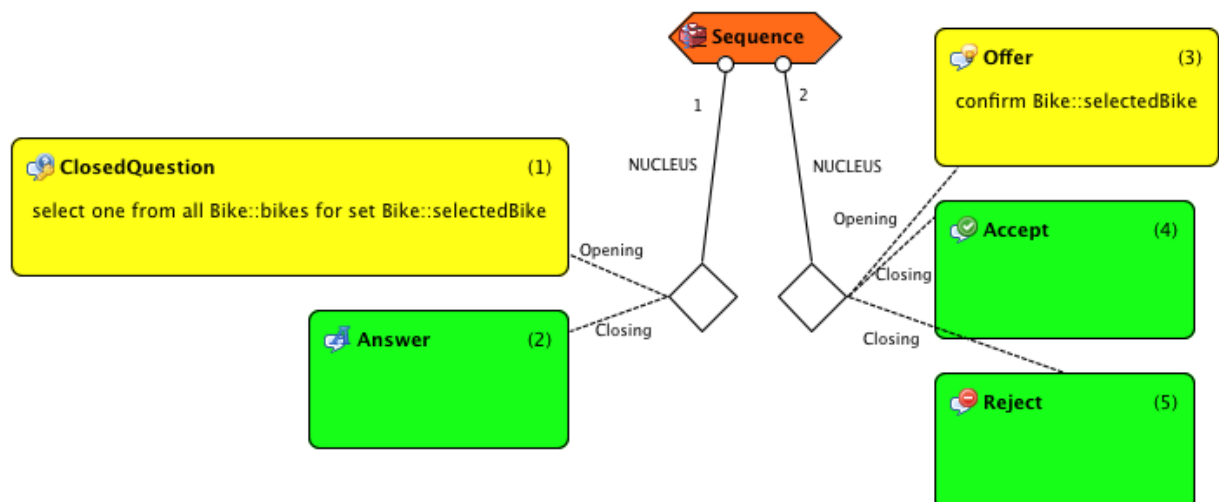 Sequence
1
2
NUCLEUS
NUCLEUS
ClosedQuestion (1)
select one from all Bike::bikes for set Bike::selectedBike
Opening
Closing
Answer (2)
Offer (3)
confirm Bike::selectedBike
Opening
Closing
Closing
Accept (4)
Reject (5)